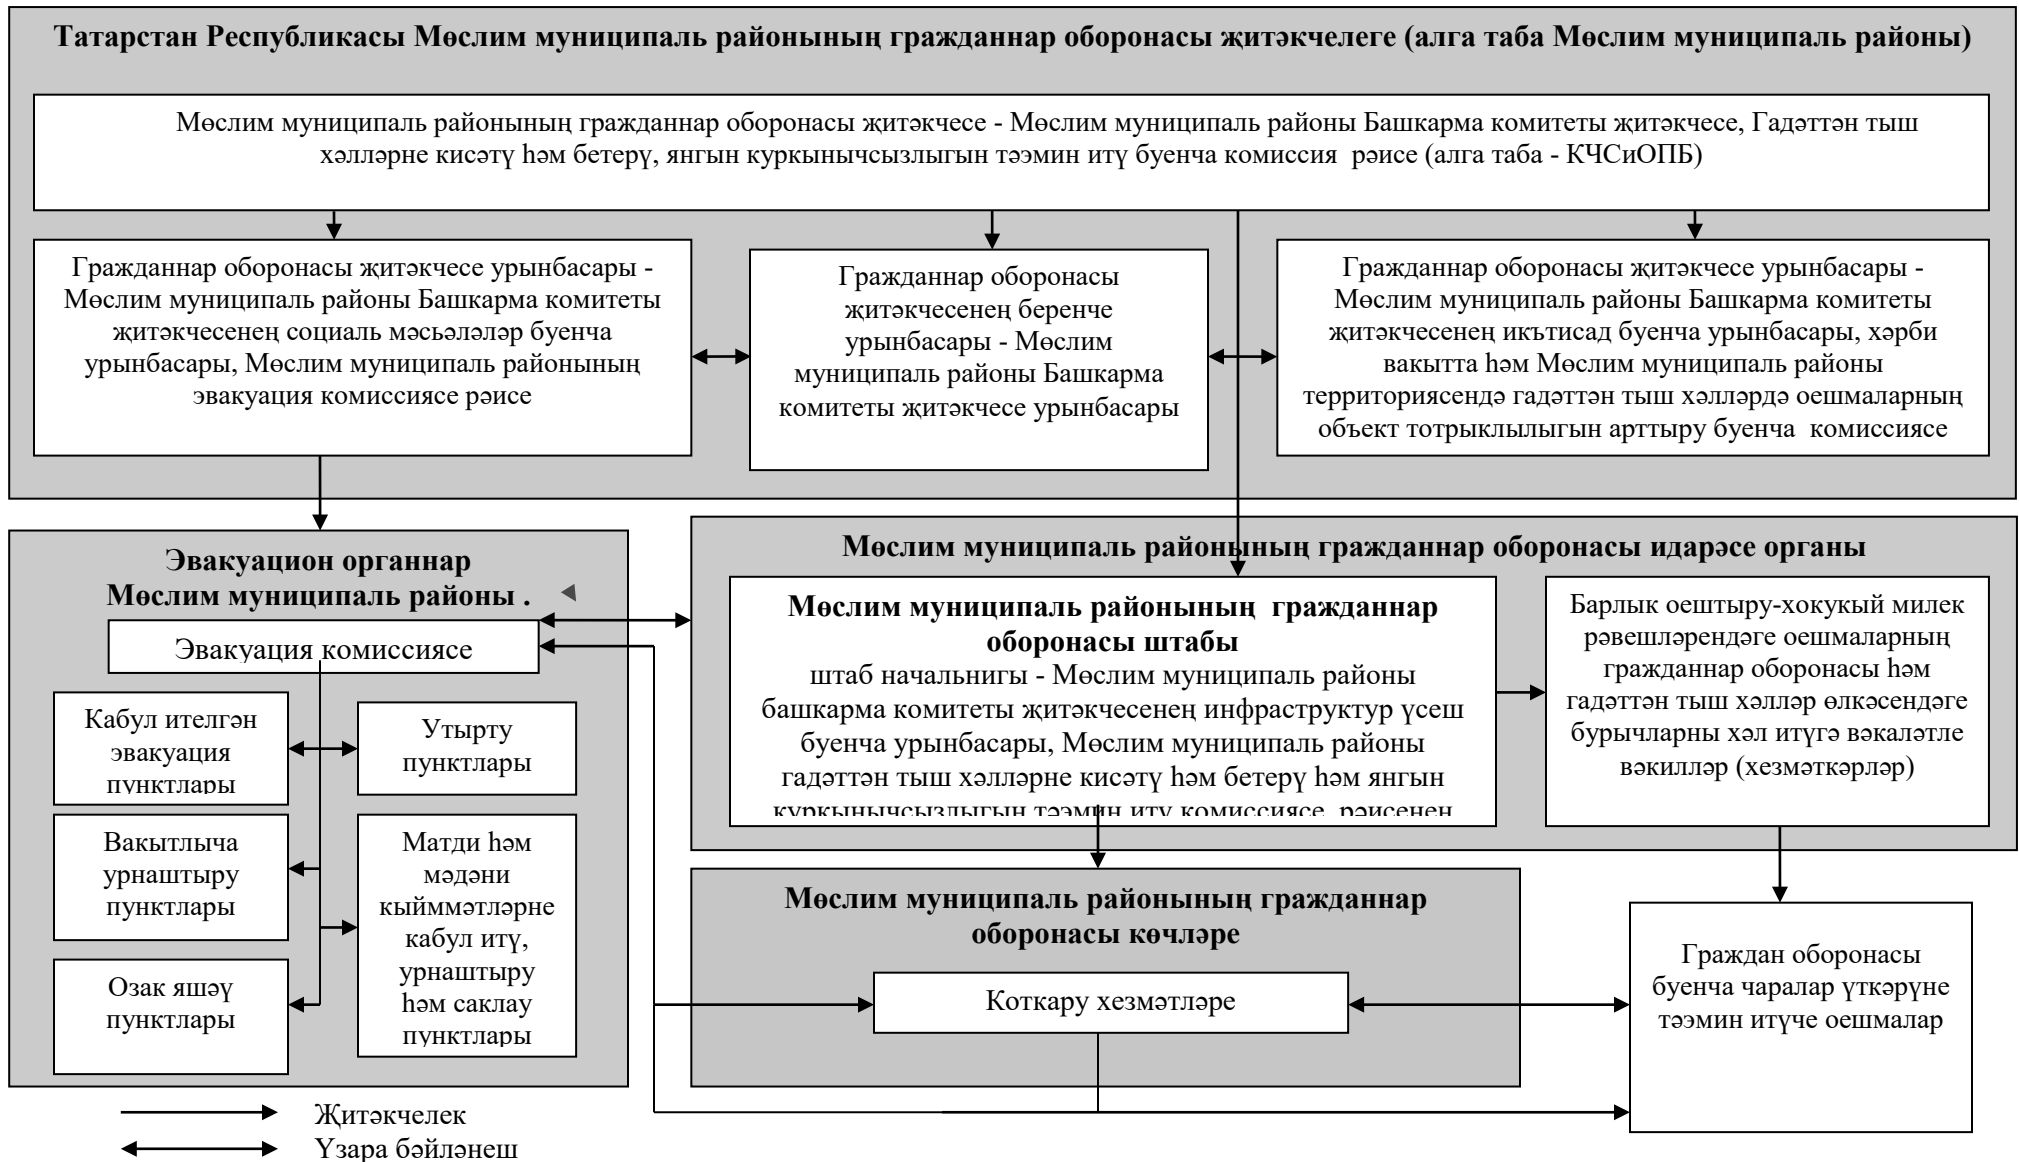 Татарстан Республикасы Мөслим муниципаль районының гражданнар оборонасы җитәкчелеге (алга таба Мөслим муниципаль районы)
Мөслим муниципаль районының гражданнар оборонасы җитәкчесе - Мөслим муниципаль районы Башкарма комитеты җитәкчесе, Гадәттән тыш
хәлләрне кисәтү һәм бетерү, янгын куркынычсызлыгын тәэмин итү буенча комиссия рәисе (алга таба - КЧСиОПБ)
Гражданнар оборонасы җитәкчесе урынбасары -
Мөслим муниципаль районы Башкарма комитеты
җитәкчесенең социаль мәсьәләләр буенча
урынбасары, Мөслим муниципаль районының
эвакуация комиссиясе рәисе
Гражданнар оборонасы
җитәкчесенең беренче
урынбасары - Мөслим
муниципаль районы Башкарма
комитеты җитәкчесе урынбасары
Гражданнар оборонасы җитәкчесе урынбасары -
Мөслим муниципаль районы Башкарма комитеты
җитәкчесенең икътисад буенча урынбасары, хәрби
вакытта һәм Мөслим муниципаль районы
территориясендә гадәттән тыш хәлләрдә оешмаларның
объект тотрыклылыгын арттыру буенча комиссиясе
Эвакуацион органнар
Мөслим муниципаль районы .
Эвакуация комиссиясе
Кабул ителгән
эвакуация
пунктлары
Утырту
пунктлары
Вакытлыча
урнаштыру
пунктлары
Матди һәм
мәдәни
кыйммәтләрне
кабул итү,
урнаштыру
һәм саклау
пунктлары
Озак яшәү
пунктлары
Мөслим муниципаль районының гражданнар оборонасы идарәсе органы
Мөслим муниципаль районының гражданнар
оборонасы штабы
штаб начальнигы - Мөслим муниципаль районы
башкарма комитеты җитәкчесенең инфраструктур үсеш
буенча урынбасары, Мөслим муниципаль районы
гадәттән тыш хәлләрне кисәтү һәм бетерү һәм янгын
куркынычсызлыгын тәэмин итү комиссиясе рәисенең
Барлык оештыру-хокукый милек
рәвешләрендәге оешмаларның
гражданнар оборонасы һәм
гадәттән тыш хәлләр өлкәсендәге
бурычларны хәл итүгә вәкаләтле
вәкилләр (хезмәткәрләр)
Мөслим муниципаль районының гражданнар
оборонасы көчләре
Коткару хезмәтләре
Граждан оборонасы
буенча чаралар үткәрүне
тәэмин итүче оешмалар
Җитәкчелек
Үзара бәйләнеш